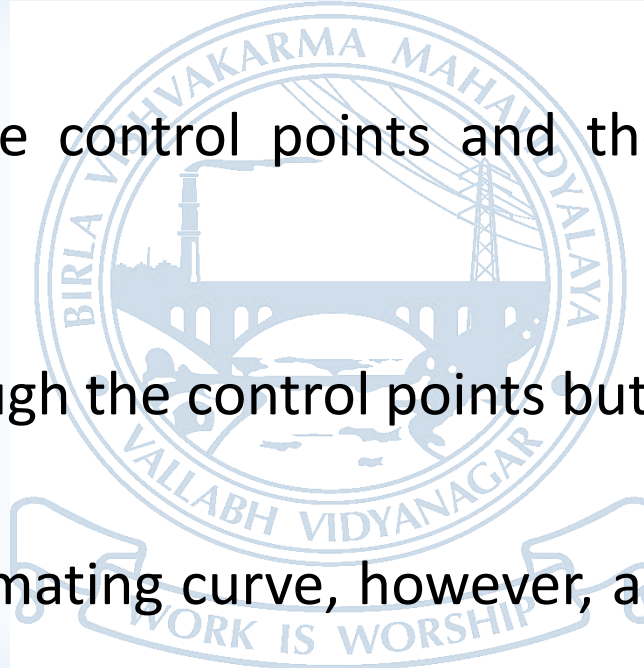 BIRLA VISHVAKARMA MAHAVIDYALAYA
e control points and th
ugh the control points but
VALLABH VIDYANAGAR
mating curve, however, a
WORK IS WORSHIP